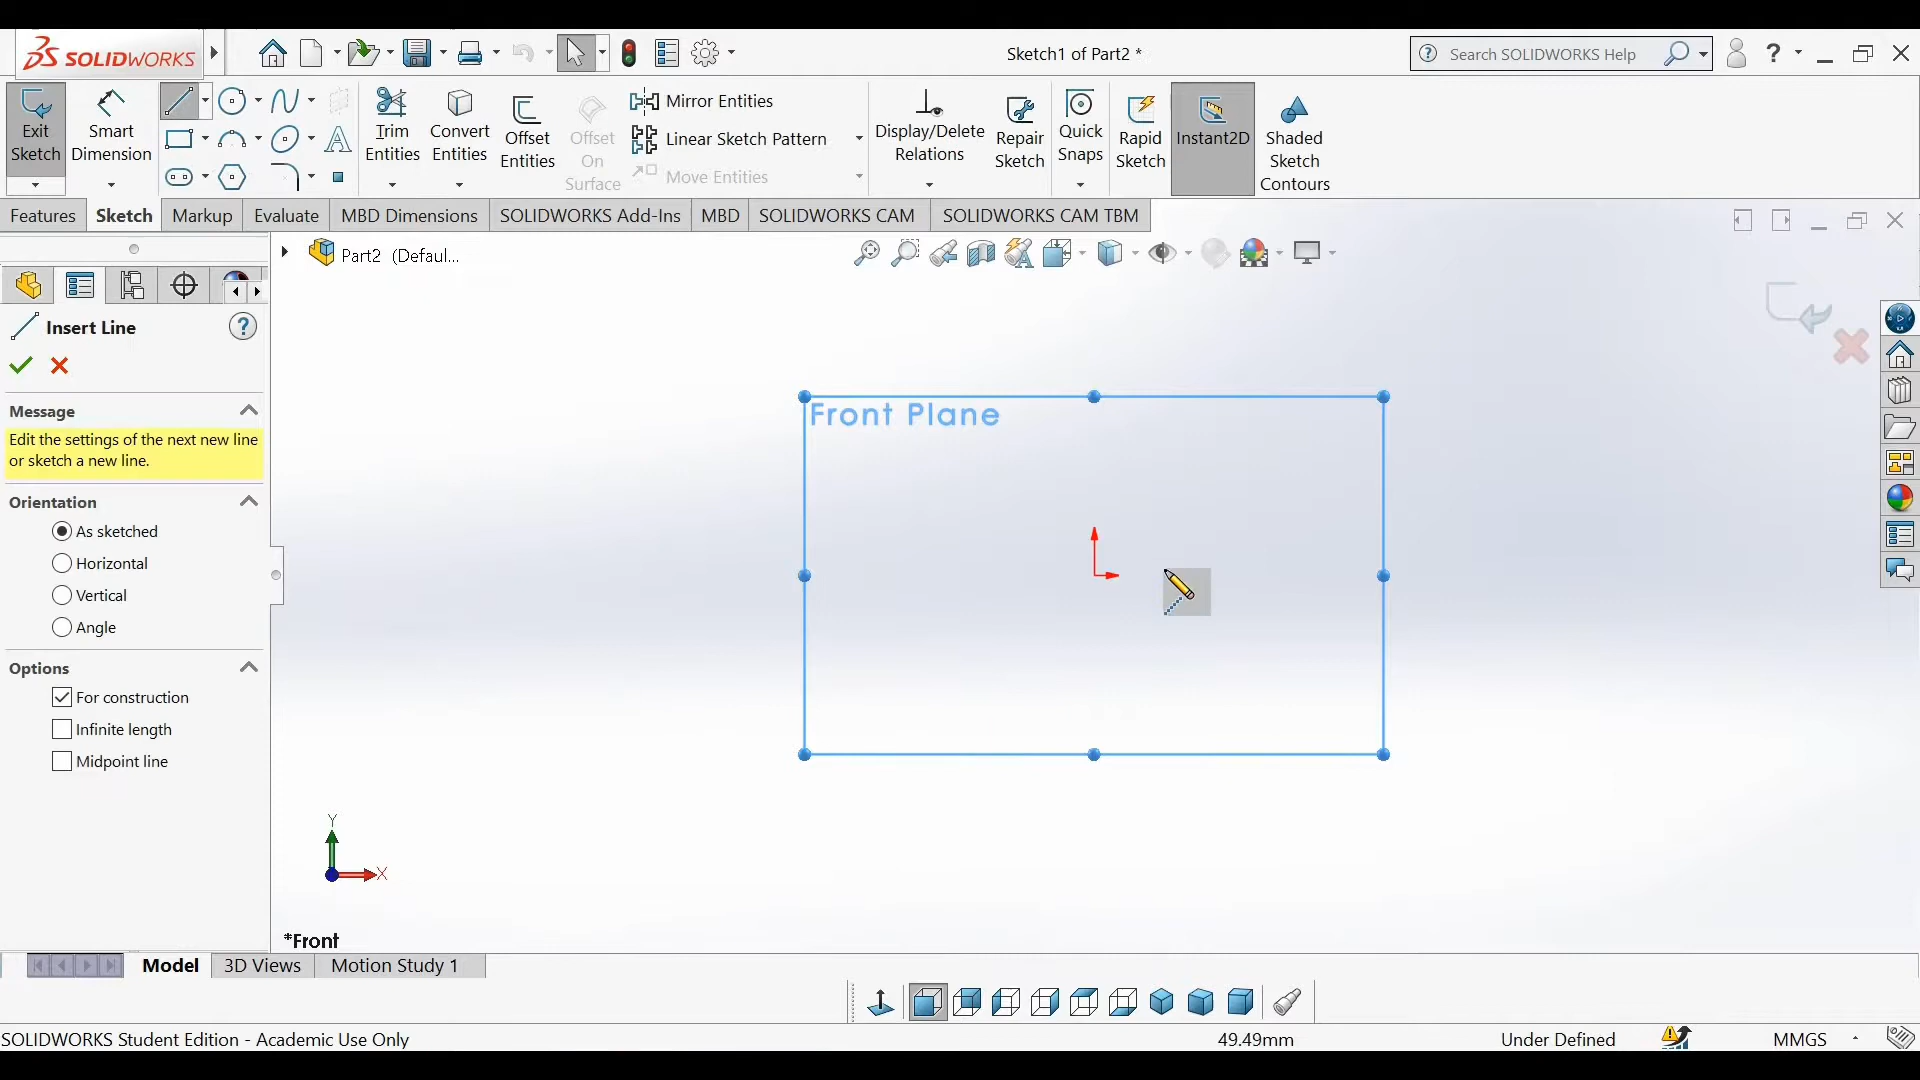 SOLIDWORKS
Sketch1 of Part2 *
Search SOLIDWORKS Help
Exit Sketch
Smart Dimension
Trim Entities
Convert Entities
Offset Entities
Offset On Surface
Mirror Entities
Linear Sketch Pattern
Move Entities
Display/Delete Relations
Repair Sketch
Quick Snaps
Rapid Sketch
Instant2D
Shaded Sketch Contours
Features Sketch Markup Evaluate MBD Dimensions SOLIDWORKS Add-Ins MBD SOLIDWORKS CAM SOLIDWORKS CAM TBM
Part2 (Defaul...
Insert Line
Message
Edit the settings of the next new line
or sketch a new line.
Orientation
As sketched
Horizontal
Vertical
Angle
Options
For construction
Infinite length
Midpoint line
Front Plane
Y
X
*Front
Model 3D Views Motion Study 1
SOLIDWORKS Student Edition - Academic Use Only
49.49mm
Under Defined
MMGS